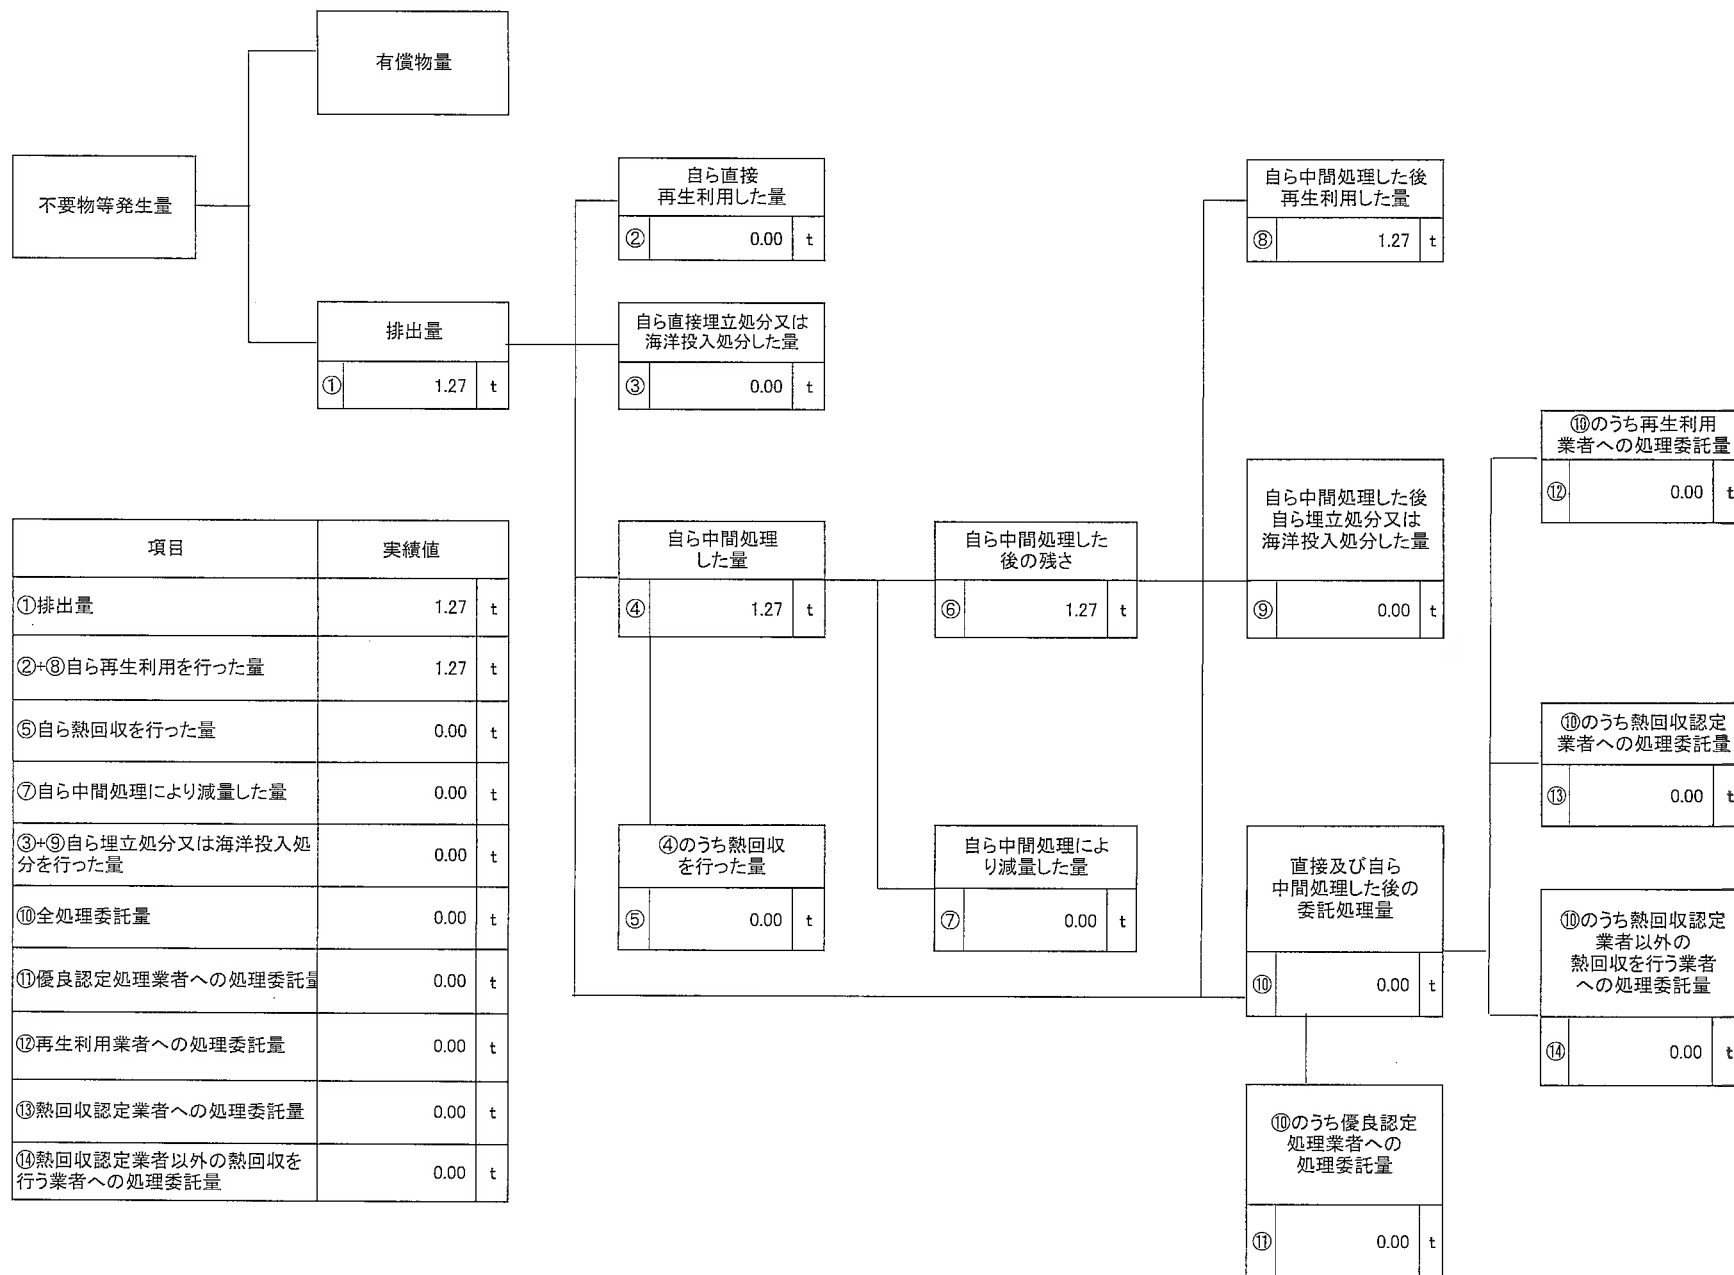 有償物量
不要物等発生量
排出量
① 1.27 t
自ら直接
再生利用した量
② 0.00 t
自ら直接埋立処分又は
海洋投入処分した量
③ 0.00 t
自ら中間処理した後
再生利用した量
⑧ 1.27 t
⑩のうち再生利用
業者への処理委託量
⑫ 0.00 t
自ら中間処理
した量
④ 1.27 t
自ら中間処理した
後の残さ
⑥ 1.27 t
自ら中間処理した後
自ら埋立処分又は
海洋投入処分した量
⑨ 0.00 t
⑩のうち熱回収認定
業者への処理委託量
⑬ 0.00 t
④のうち熱回収
を行った量
⑤ 0.00 t
自ら中間処理によ
り減量した量
⑦ 0.00 t
直接及び自ら
中間処理した後の
委託処理量
⑩ 0.00 t
⑩のうち熱回収認定
業者以外の
熱回収を行う業者
への処理委託量
⑭ 0.00 t
⑩のうち優良認定
処理業者への
処理委託量
⑪ 0.00 t
項目 実績値
①排出量 1.27 t
②+⑧自ら再生利用を行った量 1.27 t
⑤自ら熱回収を行った量 0.00 t
⑦自ら中間処理により減量した量 0.00 t
③+⑨自ら埋立処分又は海洋投入処
分を行った量 0.00 t
⑩全処理委託量 0.00 t
⑪優良認定処理業者への処理委託量 0.00 t
⑫再生利用業者への処理委託量 0.00 t
⑬熱回収認定業者への処理委託量 0.00 t
⑭熱回収認定業者以外の熱回収を
行う業者への処理委託量 0.00 t